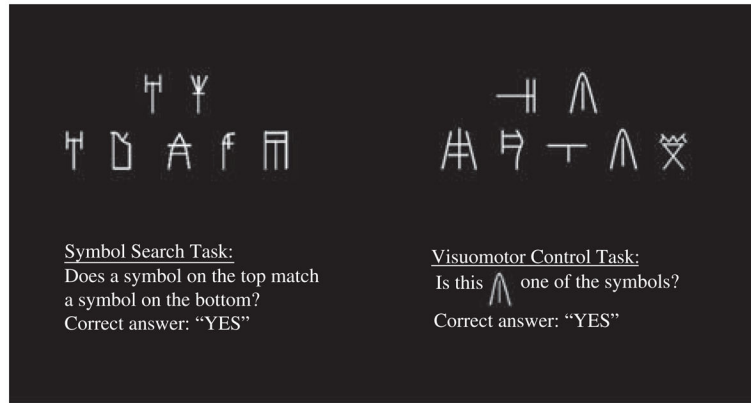 Symbol Search Task:
Does a symbol on the top match
a symbol on the bottom?
Correct answer: “YES”
Visuomotor Control Task:
Is this one of the symbols?
Correct answer: “YES”